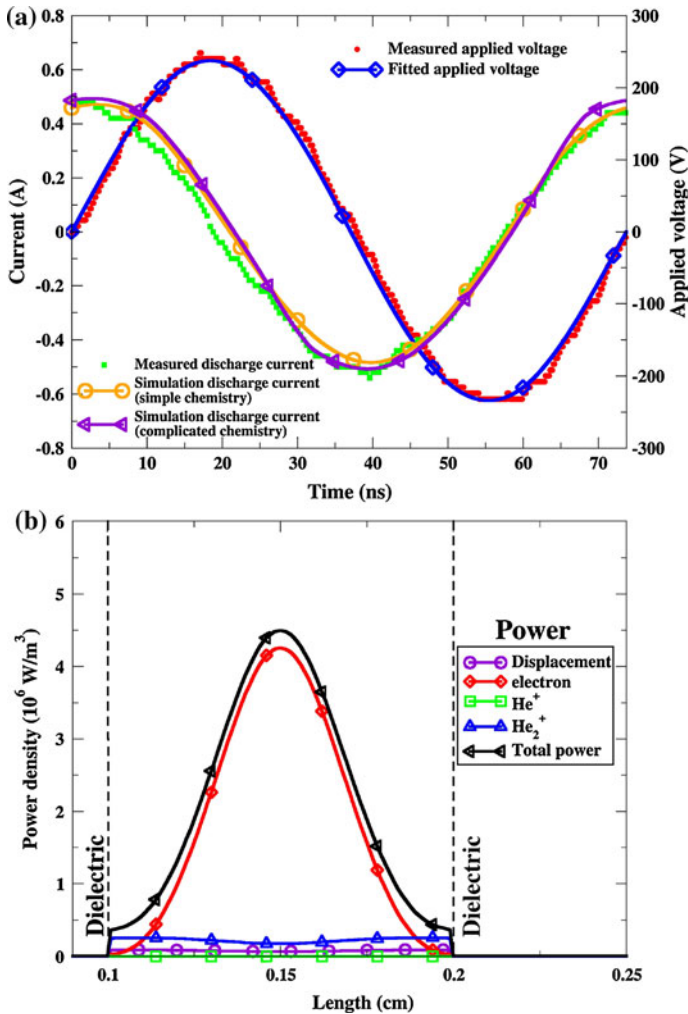 (a)
0.8
0.6
0.4
0.2
0
-0.2
-0.4
-0.6
-0.8
Current (A)
300
200
100
0
-100
-200
-300
Applied voltage (V)
Measured applied voltage
Fitted applied voltage
Measured discharge current
Simulation discharge current
(simple chemistry)
Simulation discharge current
(complicated chemistry)
0 10 20 30 40 50 60 70
Time (ns)
(b)
6
5
4
3
2
1
0
Power density (10⁶ W/m³)
Dielectric
Dielectric
Power
Displacement
electron
He⁺
He₂⁺
Total power
0.1 0.15 0.2 0.25
Length (cm)